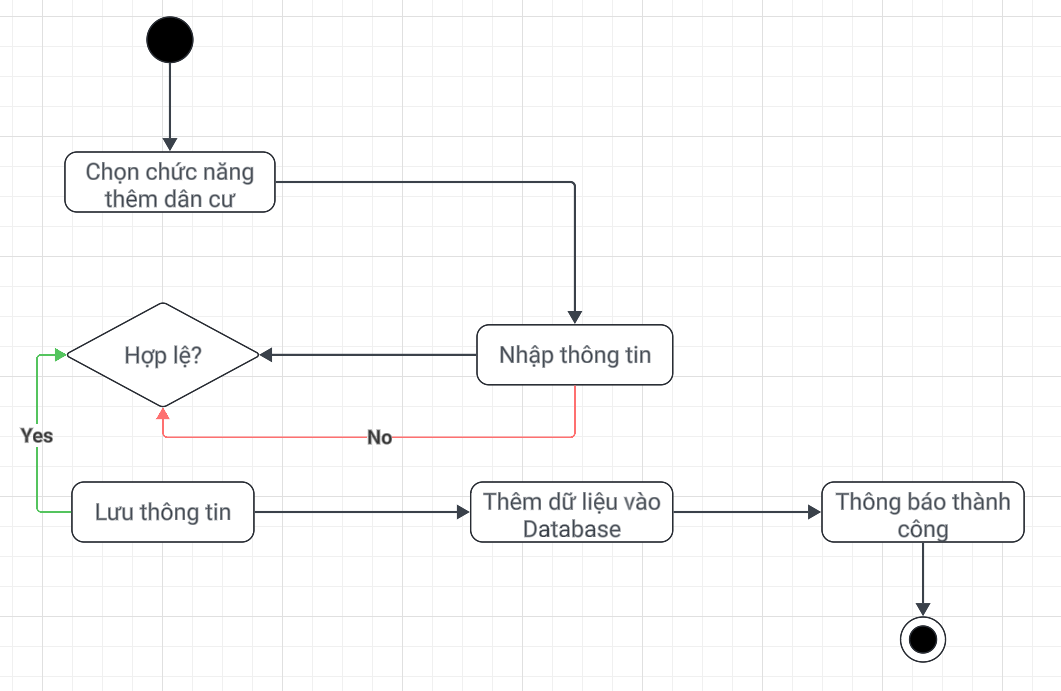 Chọn chức năng
thêm dân cư
Hợp lệ?
Nhập thông tin
Yes
No
Lưu thông tin
Thêm dữ liệu vào
Database
Thông báo thành
công